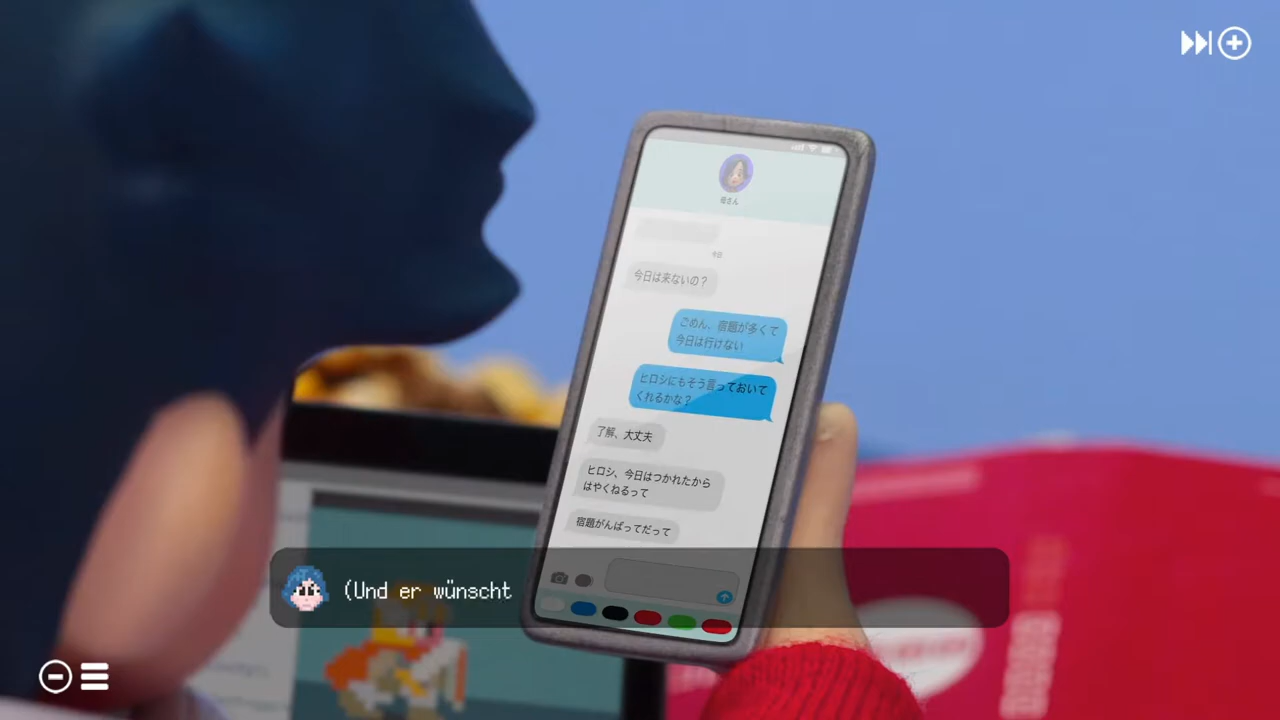 母さん
今日
今日は来ないの？
ごめん、宿題が多くて
今日は行けない
ヒロシにもそう言っておいて
くれるかな？
了解、大丈夫
ヒロシ、今日はつかれたから
はやくねるって
宿題がんばってだって
(Und er wünscht